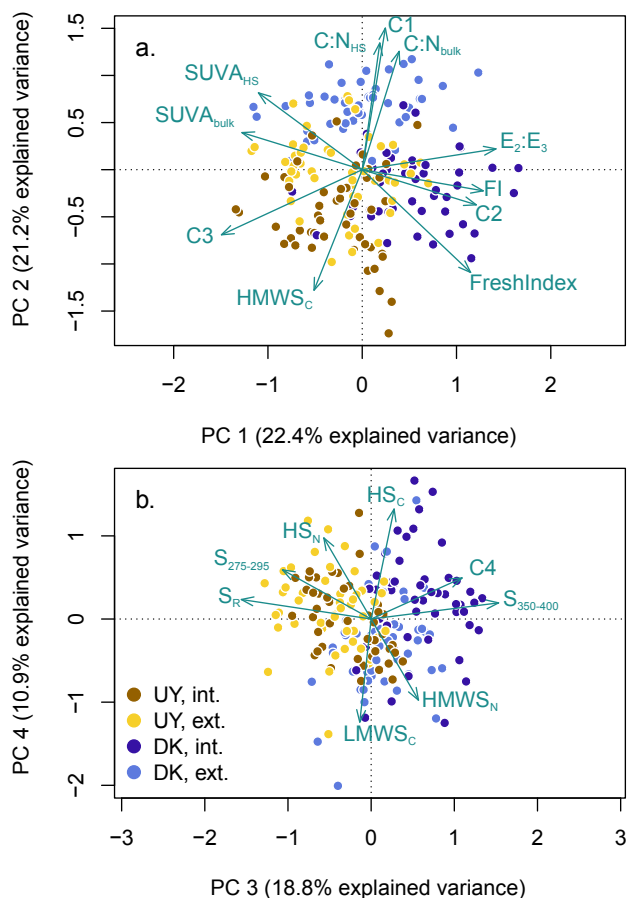 a.
C1
C:N_HS
C:N_bulk
SUVA_HS
SUVA_bulk
E₂:E₃
FI
C2
C3
HMWS_C
FreshIndex
1.5
0.5
−0.5
−1.5
−2
−1
0
1
2
PC 2 (21.2% explained variance)
PC 1 (22.4% explained variance)
b.
HS_C
HS_N
S_275-295
C4
S_R
S_350-400
HMWS_N
LMWS_C
UY, int.
UY, ext.
DK, int.
DK, ext.
1
0
−1
−2
−3
−2
−1
0
1
2
3
PC 4 (10.9% explained variance)
PC 3 (18.8% explained variance)